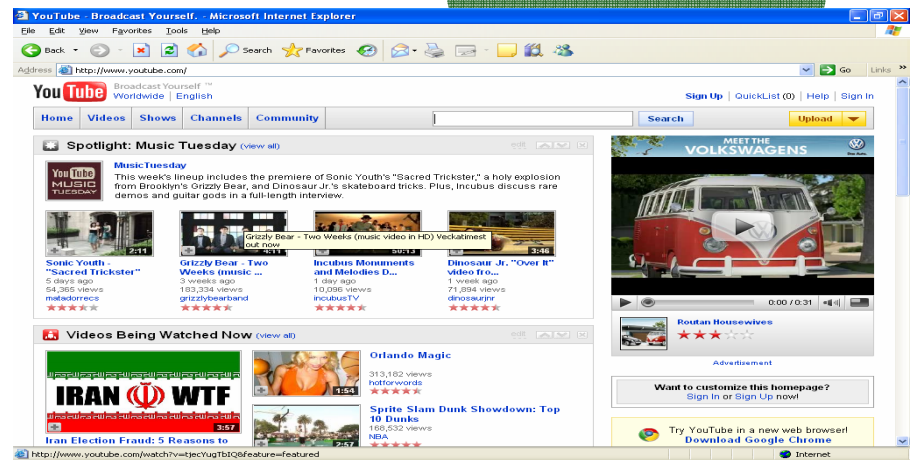 YouTube - Broadcast Yourself. - Microsoft Internet Explorer
File Edit View Favorites Tools Help
Back Search Favorites
Address http://www.youtube.com/ Go Links »
You Tube Broadcast Yourself ™
Worldwide | English
Sign Up | QuickList (0) | Help | Sign In
Home Videos Shows Channels Community Search Upload
Spotlight: Music Tuesday (view all) edit
You Tube
MUSIC
TUESDAY
MusicTuesday
This week's lineup includes the premiere of Sonic Youth's "Sacred Trickster," a holy explosion
from Brooklyn's Grizzly Bear, and Dinosaur Jr.'s skateboard tricks. Plus, Incubus discuss rare
demos and guitar gods in a full-length interview.
Grizzly Bear - Two Weeks (music video in HD) Veckatimest
out now
2:11 4:11 50:13 3:46
Sonic Youth -
"Sacred Trickster"
5 days ago
54,365 views
matadorrecs
Grizzly Bear - Two
Weeks (music ...
3 weeks ago
183,334 views
grizzlybearband
Incubus Monuments
and Melodies D...
1 day ago
10,096 views
incubusTV
Dinosaur Jr. "Over It"
video fro...
1 week ago
71,894 views
dinosaurjnr
Videos Being Watched Now (view all) edit
IRAN WTF
3:57
Iran Election Fraud: 5 Reasons to
1:54
Orlando Magic
313,182 views
hotforwords
2:57
Sprite Slam Dunk Showdown: Top
10 Dunks
168,532 views
NBA
MEET THE
VOLKSWAGENS
0:00 / 0:31
Routan Housewives
Advertisement
Want to customize this homepage?
Sign In or Sign Up now!
Try YouTube in a new web browser!
Download Google Chrome
http://www.youtube.com/watch?v=tjecYugTbIQ&feature=featured
Internet